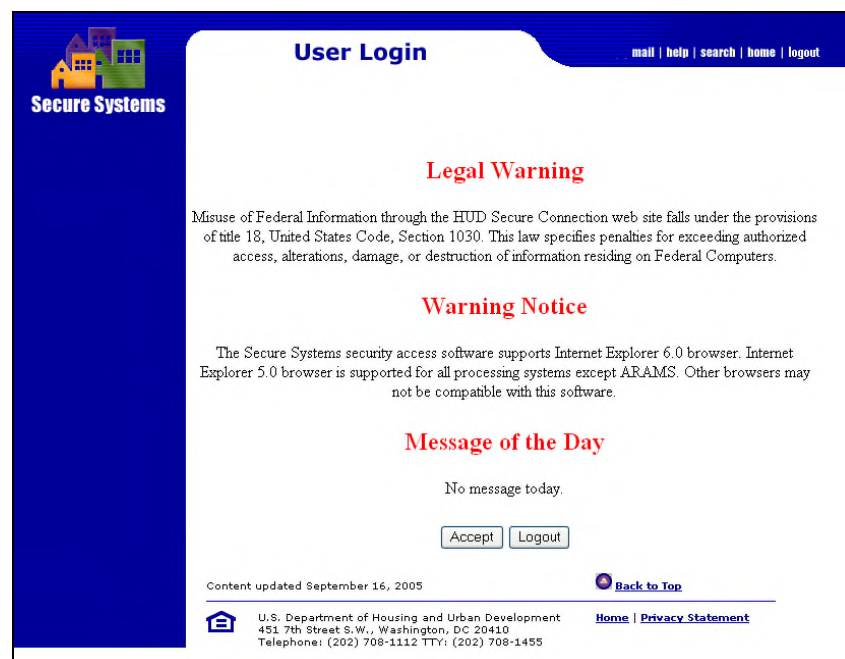 User Login
mail | help | search | home | logout
Secure Systems
Legal Warning
Misuse of Federal Information through the HUD Secure Connection web site falls under the provisions
of title 18, United States Code, Section 1030. This law specifies penalties for exceeding authorized
access, alterations, damage, or destruction of information residing on Federal Computers.
Warning Notice
The Secure Systems security access software supports Internet Explorer 6.0 browser. Internet
Explorer 5.0 browser is supported for all processing systems except ARAMS. Other browsers may
not be compatible with this software.
Message of the Day
No message today.
Accept Logout
Content updated September 16, 2005
Back to Top
U.S. Department of Housing and Urban Development
451 7th Street S.W., Washington, DC 20410
Telephone: (202) 708-1112 TTY: (202) 708-1455
Home | Privacy Statement